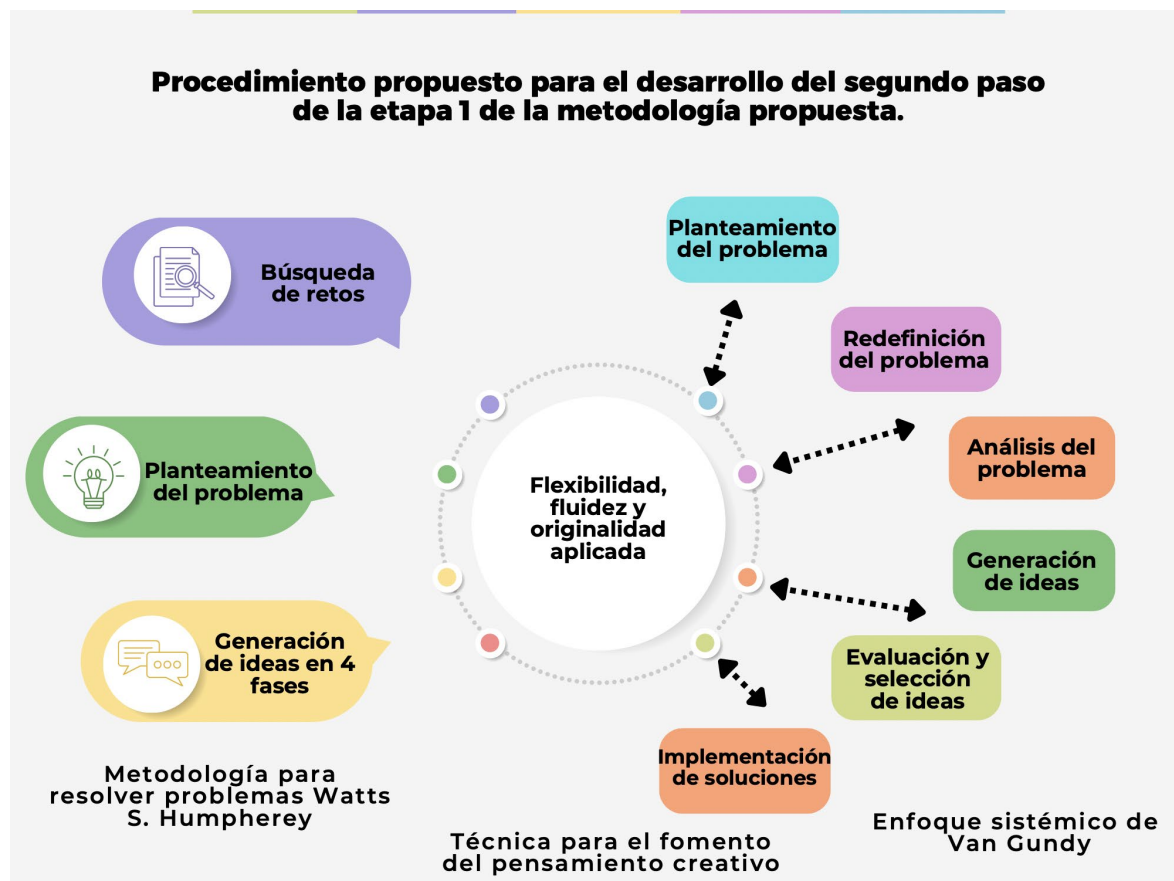 Procedimiento propuesto para el desarrollo del segundo paso
de la etapa 1 de la metodología propuesta.
Búsqueda
de retos
Planteamiento
del problema
Generación
de ideas en 4
fases
Metodología para
resolver problemas Watts
S. Humpherey
Flexibilidad,
fluidez y
originalidad
aplicada
Técnica para el fomento
del pensamiento creativo
Planteamiento
del problema
Redefinición
del problema
Análisis del
problema
Generación
de ideas
Evaluación y
selección
de ideas
Implementación
de soluciones
Enfoque sistémico de
Van Gundy